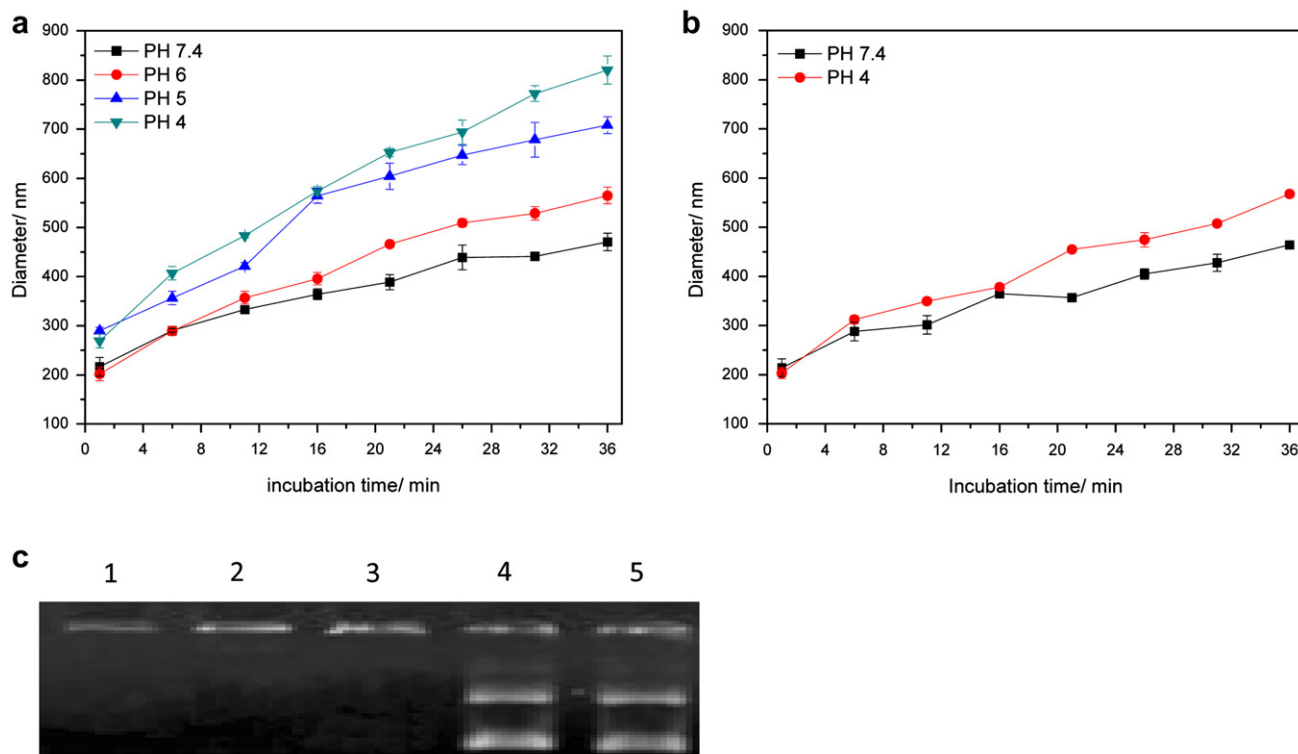 a
900
800
700
600
500
400
300
200
100
Diameter/ nm
PH 7.4
PH 6
PH 5
PH 4
0 4 8 12 16 20 24 28 32 36
incubation time/ min
b
900
800
700
600
500
400
300
200
100
Diameter/ nm
PH 7.4
PH 4
0 4 8 12 16 20 24 28 32 36
Incubation time/ min
c
1 2 3 4 5